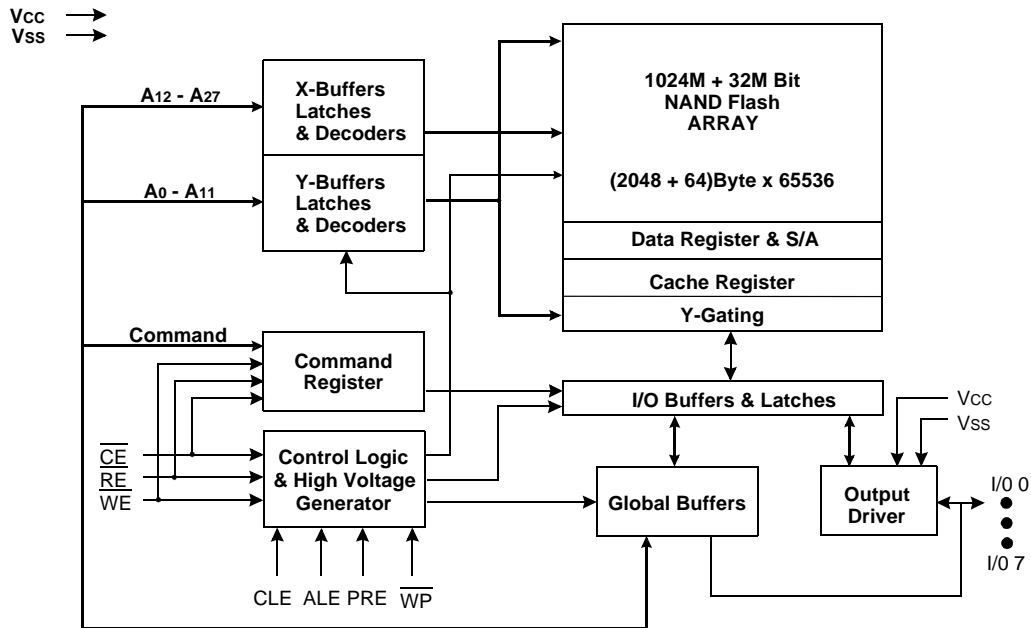 VCC
VSS
A12 - A27
X-Buffers
Latches
& Decoders
A0 - A11
Y-Buffers
Latches
& Decoders
1024M + 32M Bit
NAND Flash
ARRAY
(2048 + 64)Byte x 65536
Data Register & S/A
Cache Register
Y-Gating
Command
Command
Register
I/O Buffers & Latches
VCC
VSS
CE
RE
WE
Control Logic
& High Voltage
Generator
Global Buffers
Output
Driver
I/0 0
I/0 7
CLE
ALE
PRE
WP